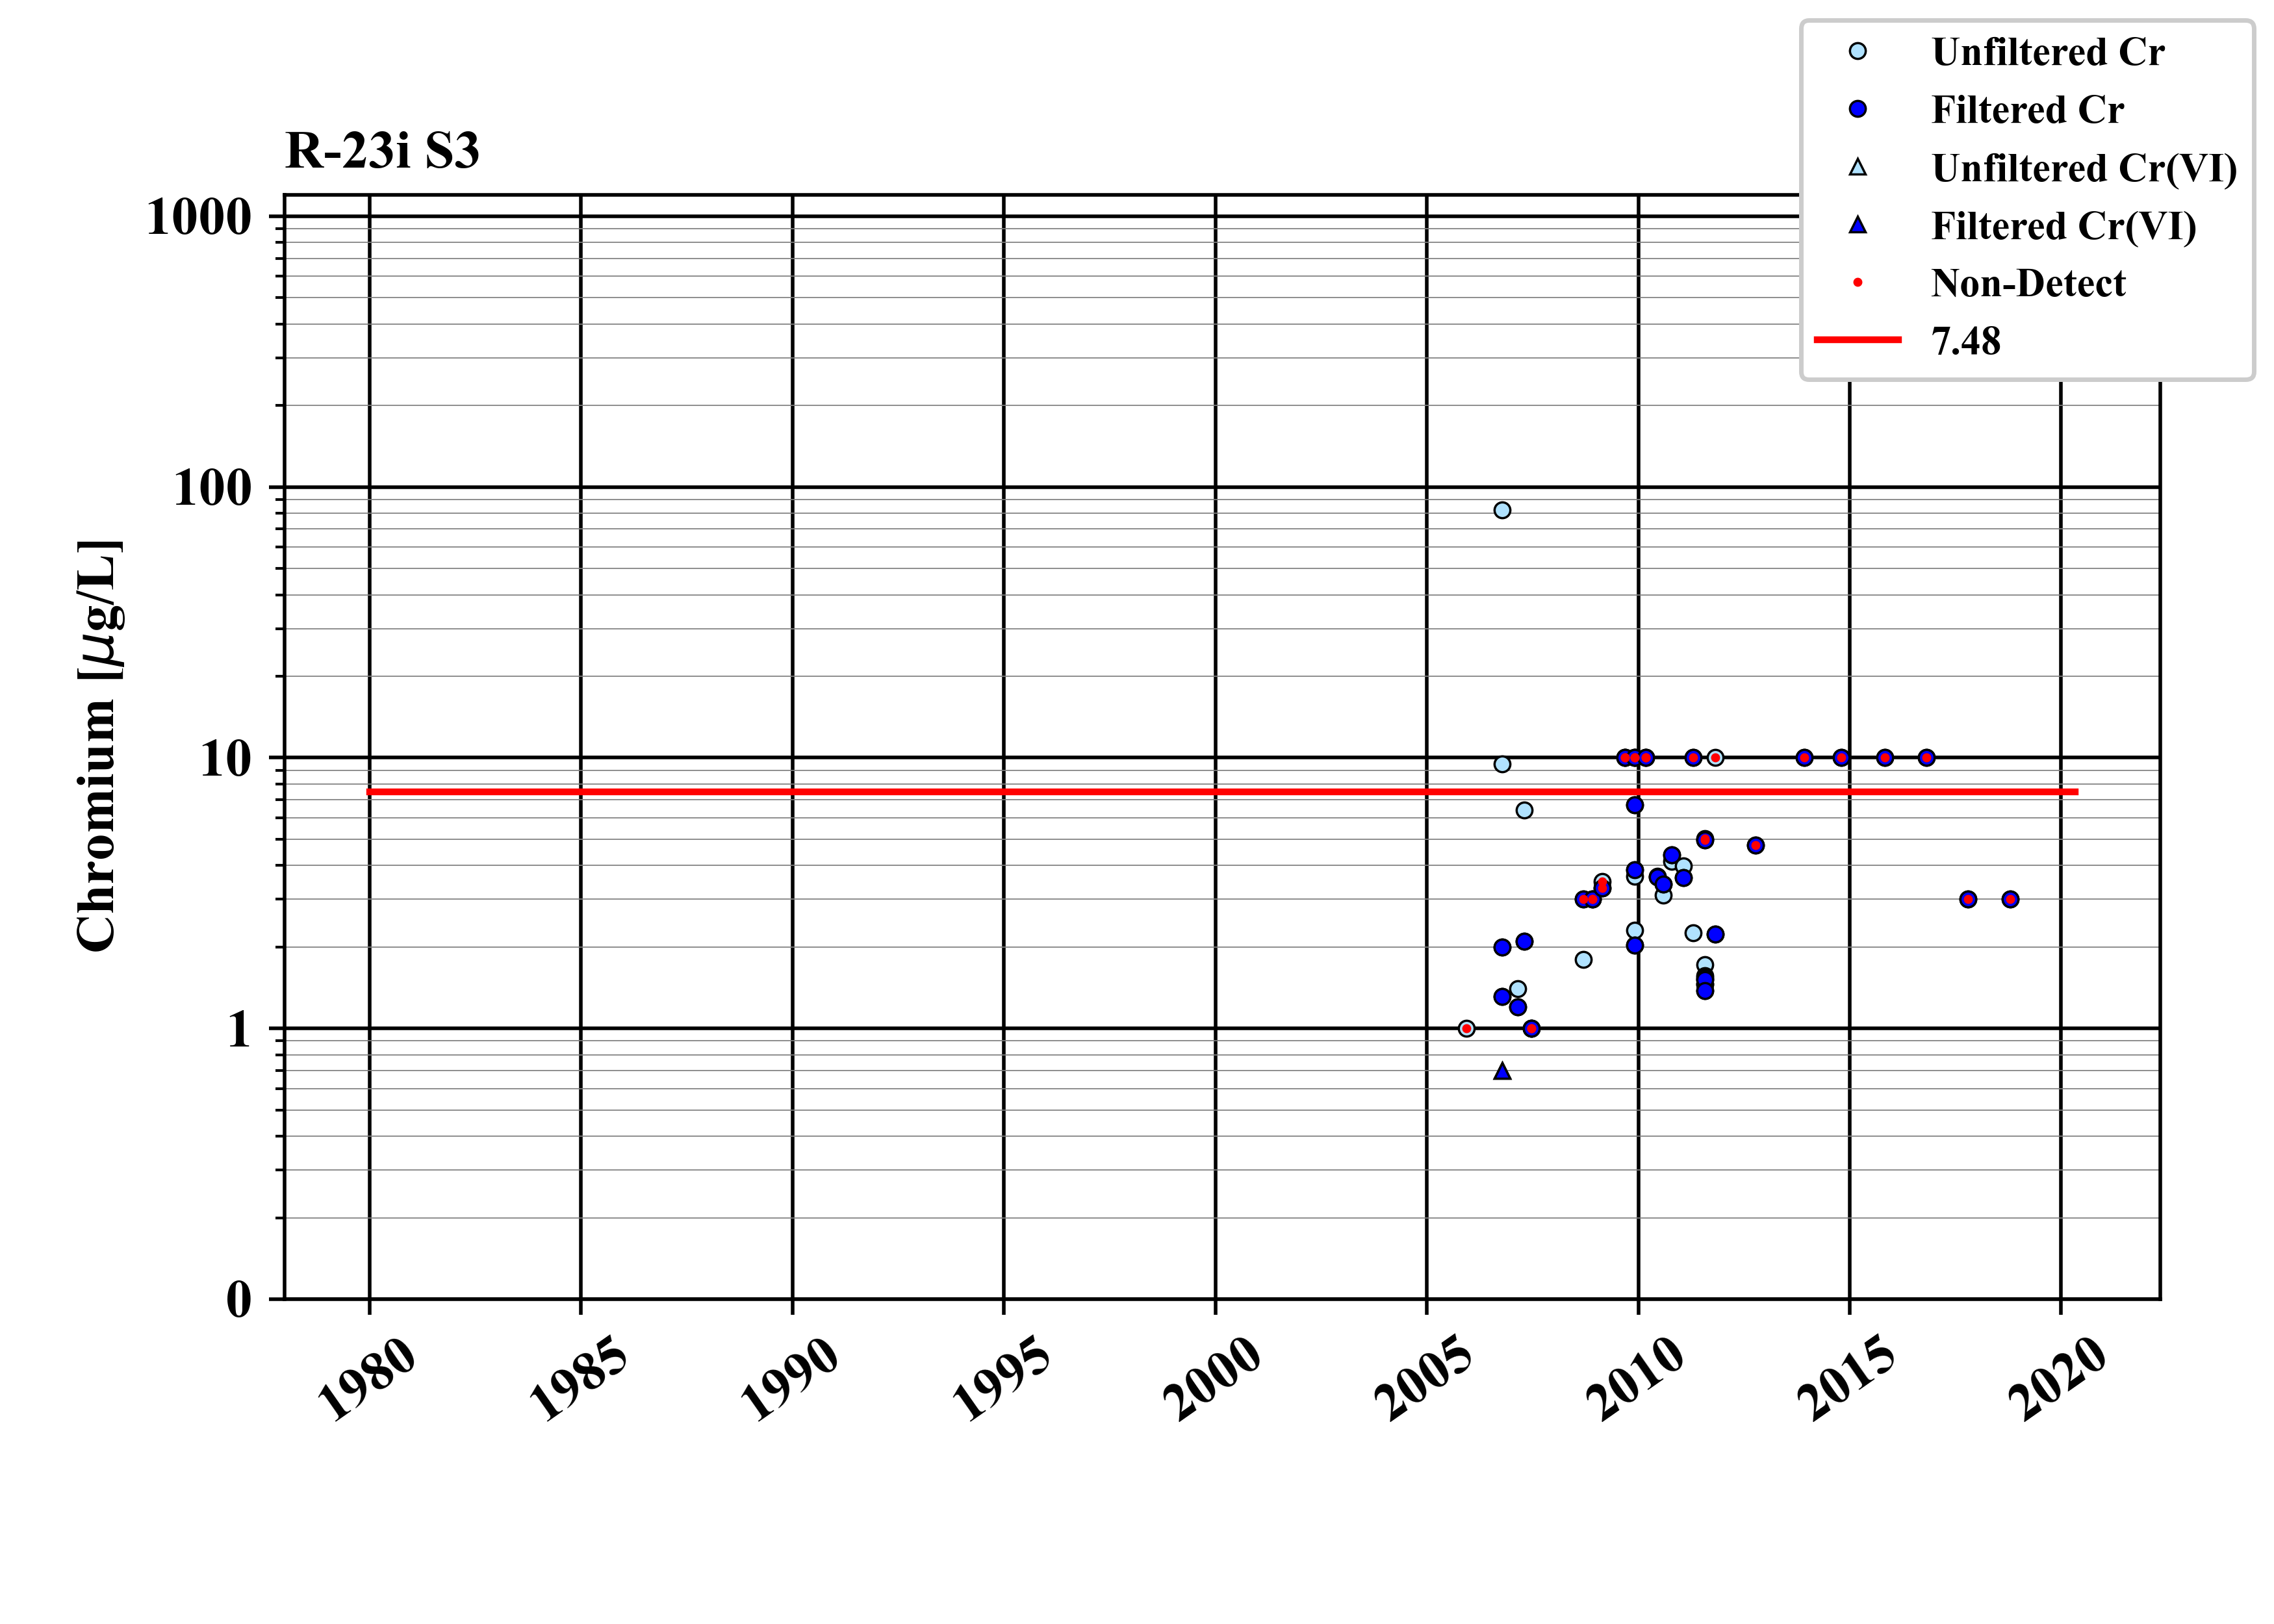 Unfiltered Cr
Filtered Cr
Unfiltered Cr(VI)
Filtered Cr(VI)
Non-Detect
7.48
R-23i S3
Chromium [μg/L]
1000
100
10
1
0
1980
1985
1990
1995
2000
2005
2010
2015
2020